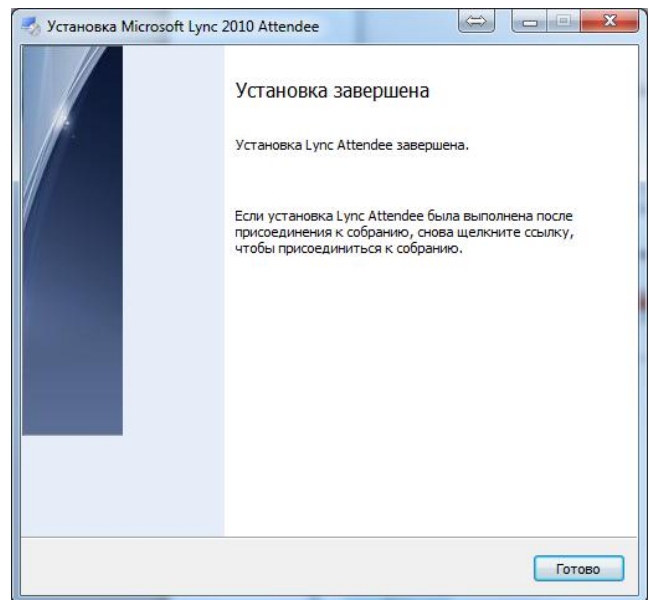 Установка Microsoft Lync 2010 Attendee
Установка завершена
Установка Lync Attendee завершена.
Если установка Lync Attendee была выполнена после
присоединения к собранию, снова щелкните ссылку,
чтобы присоединиться к собранию.
Готово